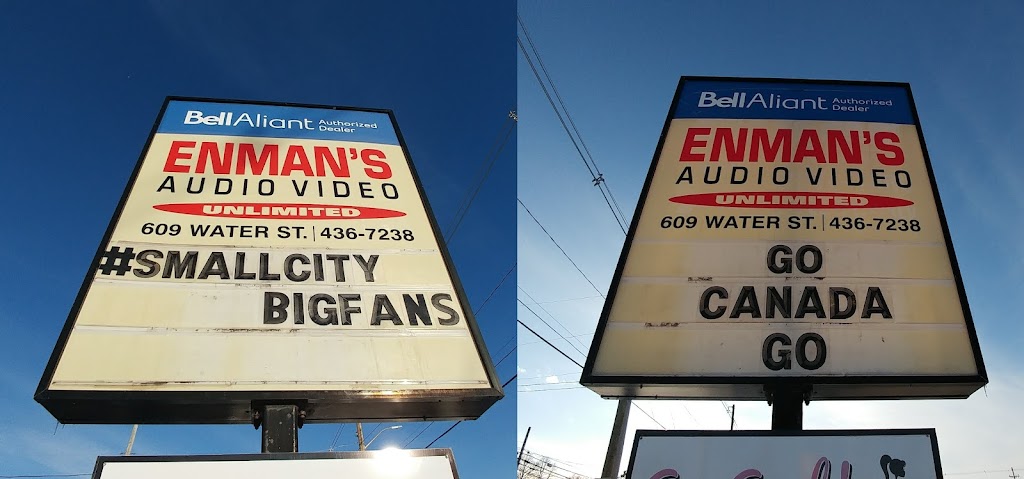 BellAliant Authorized Dealer
ENMAN'S
AUDIO VIDEO
UNLIMITED
609 WATER ST. | 436-7238
#SMALLCITY
BIGFANS
BellAliant Authorized Dealer
ENMAN'S
AUDIO VIDEO
UNLIMITED
609 WATER ST. | 436-7238
GO
CANADA
GO